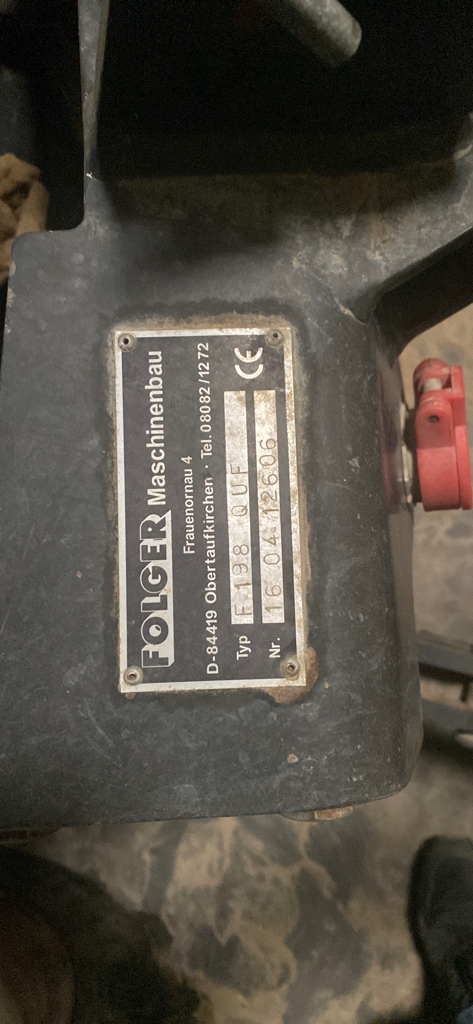 FOLGER Maschinenbau
Frauenornau 4
D-84419 Obertaufkirchen · Tel. 08082/1272
Typ F 198 QUF CE
Nr. 16 04 12606